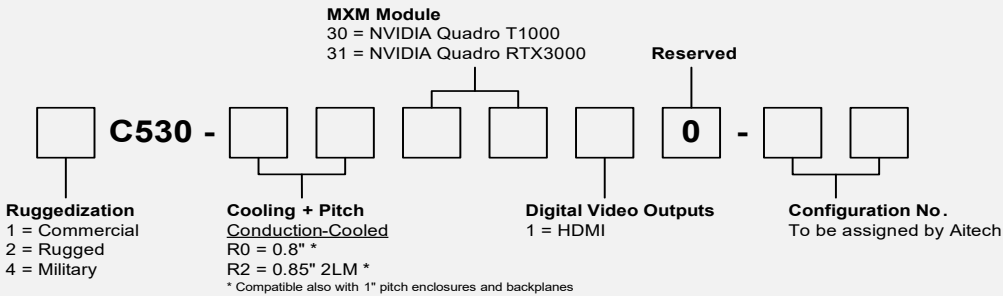 MXM Module
30 = NVIDIA Quadro T1000
31 = NVIDIA Quadro RTX3000
Reserved
C530 - 0 -
Ruggedization
1 = Commercial
2 = Rugged
4 = Military
Cooling + Pitch
Conduction-Cooled
R0 = 0.8" *
R2 = 0.85" 2LM *
* Compatible also with 1" pitch enclosures and backplanes
Digital Video Outputs
1 = HDMI
Configuration No.
To be assigned by Aitech